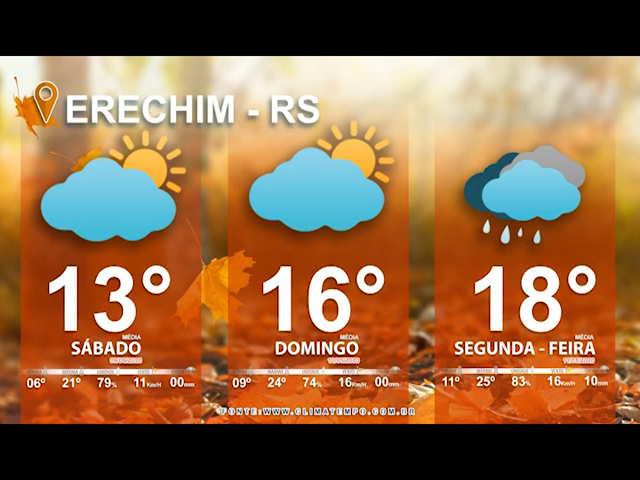 ERECHIM - RS
13°
MÉDIA
SÁBADO
06° 21° 79% 11Km/H 00mm
16°
MÉDIA
DOMINGO
09° 24° 74% 16Km/H 00mm
18°
MÉDIA
SEGUNDA - FEIRA
11° 25° 83% 16Km/H 10mm
FONTE:WWW.CLIMATEMPO.COM.BR